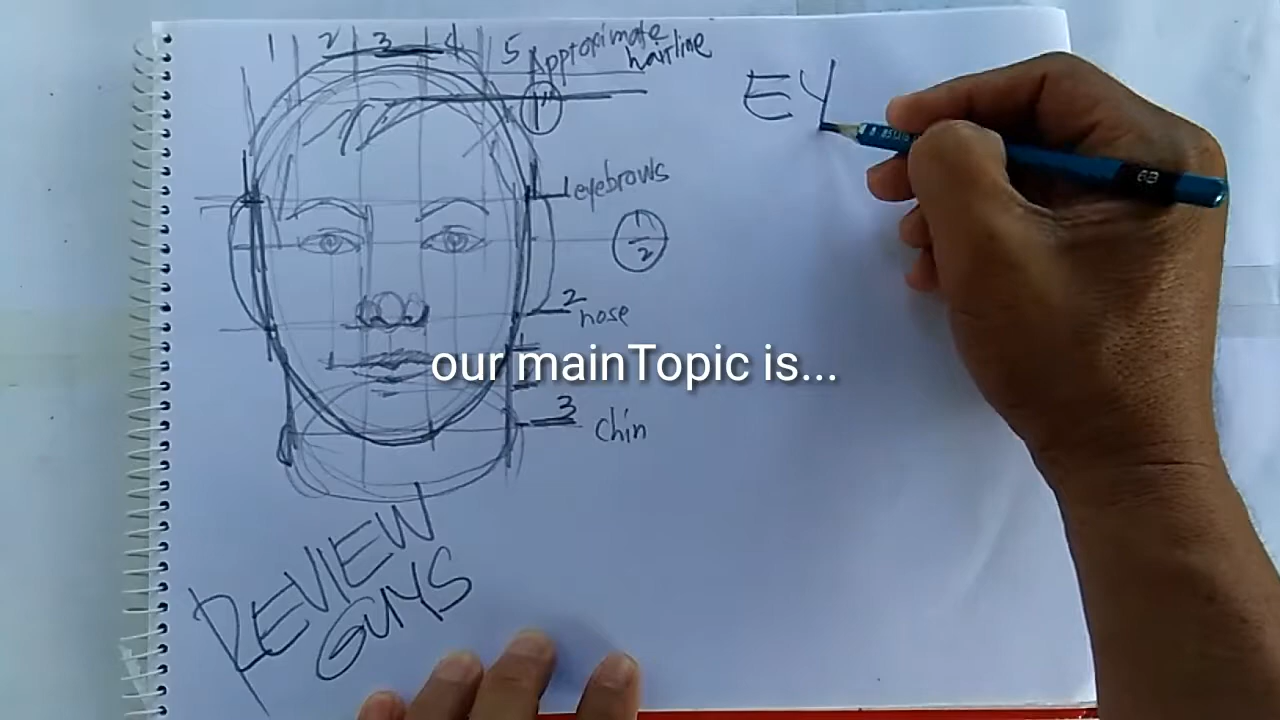 1 2 3 4 5
Approximate
hairline
1
EY
6B
eyebrows
1
2
2
nose
our mainTopic is...
3
Chin
REVIEW
GUYS